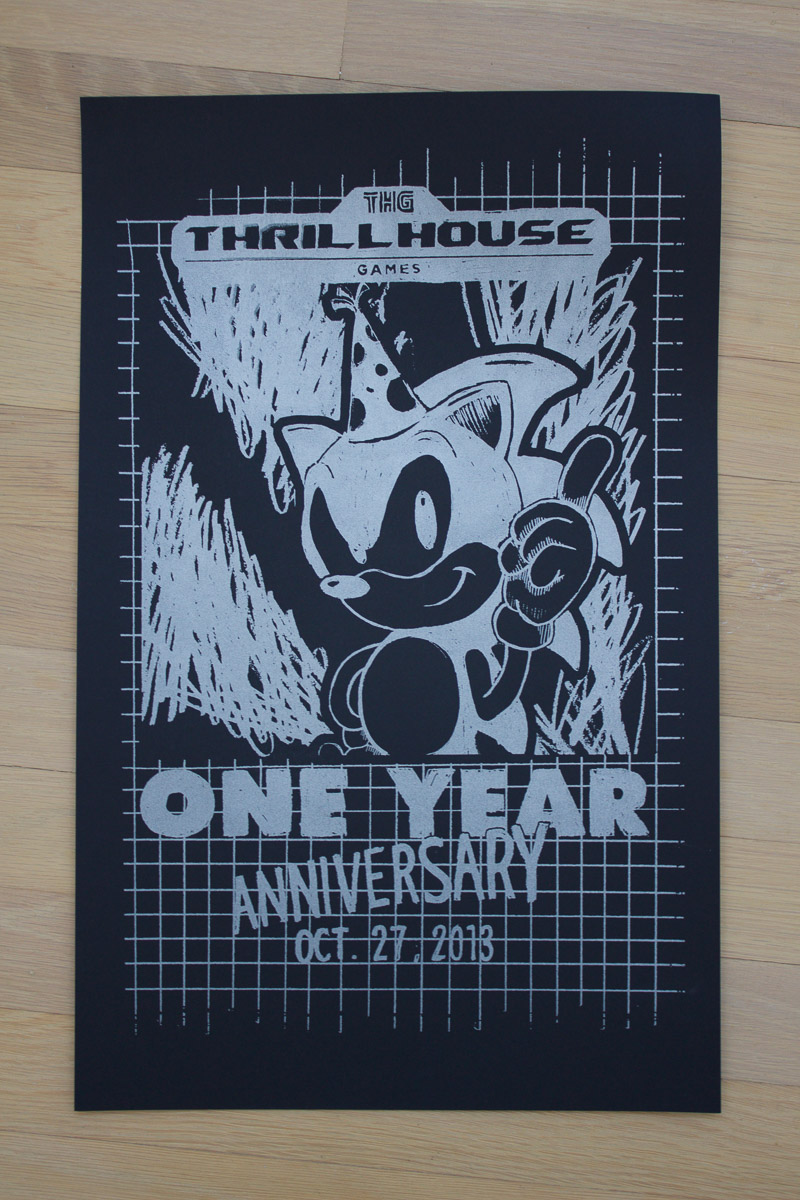 THG
THRILLHOUSE
GAMES
ONE YEAR
ANNIVERSARY
OCT. 27, 2013